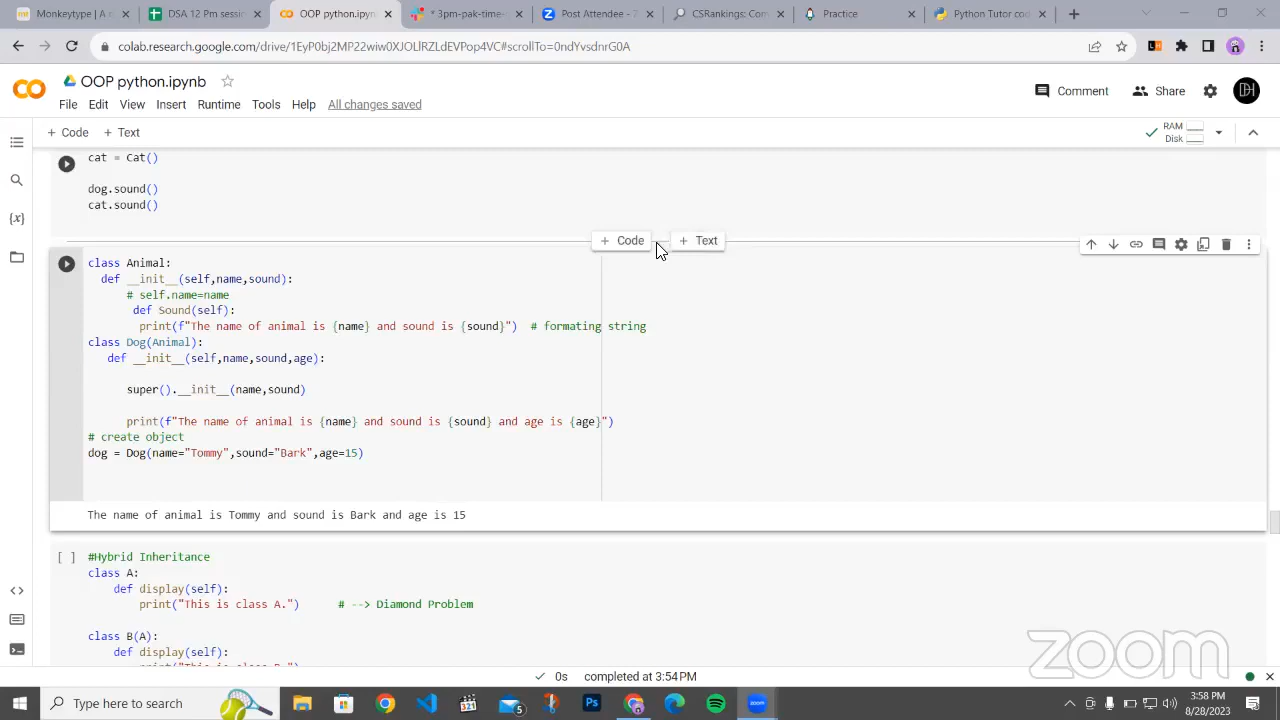 Monkeytype | A m
DSA 12 Pm sessi
OOP python.ipynb
* 3pm-pak-time-
Post Attendee - Z
CSRankings: Com
Practice
Python Tutor cod
colab.research.google.com/drive/1EyP0bj2MP22wiw0XJOLlRZLdEVPop4VC#scrollTo=0ndYvsdnrG0A
OOP python.ipynb
Comment
Share
DH
File Edit View Insert Runtime Tools Help All changes saved
+ Code + Text
RAM
Disk
cat = Cat()
dog.sound()
cat.sound()
+ Code + Text
class Animal:
def __init__(self,name,sound):
# self.name=name
def Sound(self):
print(f"The name of animal is {name} and sound is {sound}") # formating string
class Dog(Animal):
def __init__(self,name,sound,age):
super().__init__(name,sound)
print(f"The name of animal is {name} and sound is {sound} and age is {age}")
# create object
dog = Dog(name="Tommy",sound="Bark",age=15)
The name of animal is Tommy and sound is Bark and age is 15
[ ] #Hybrid Inheritance
class A:
def display(self):
print("This is class A.") # --> Diamond Problem
class B(A):
def display(self):
zoom
0s completed at 3:54 PM
Type here to search
5
Ps
zoom
3:58 PM
8/28/2023